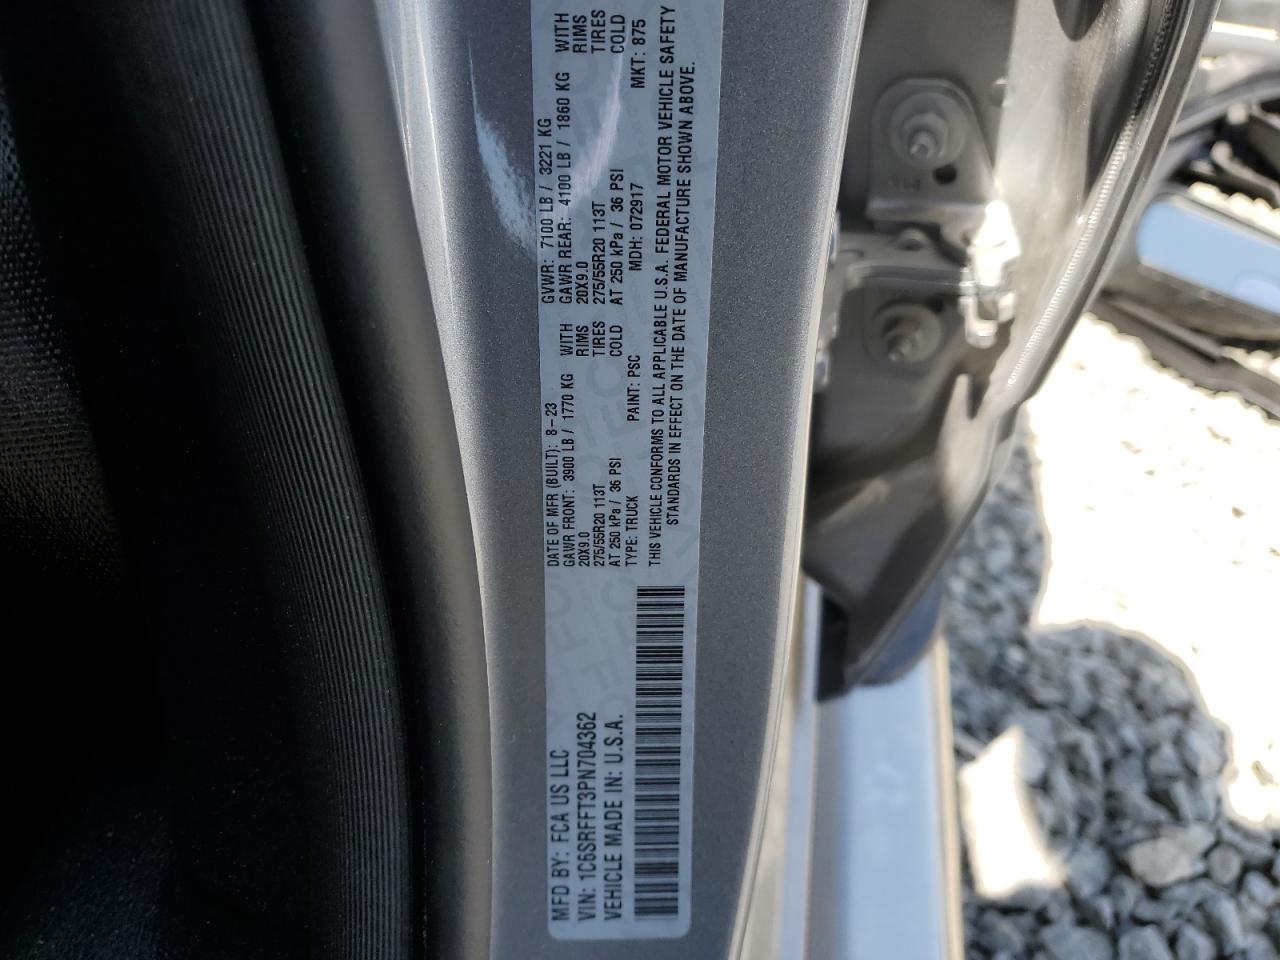 MFD BY: FCA US LLC
VIN: 1C6SRFFT3PN704362
VEHICLE MADE IN: U.S.A.
DATE OF MFR (BUILT): 8-23 GVWR: 7100 LB / 3221 KG
GAWR FRONT: 3900 LB / 1770 KG WITH GAWR REAR: 4100 LB / 1860 KG WITH
20X9.0 RIMS 20X9.0 RIMS
275/55R20 113T TIRES 275/55R20 113T TIRES
AT 250 kPa / 36 PSI COLD AT 250 kPa / 36 PSI COLD
TYPE: TRUCK PAINT: PSC MDH: 072917 MKT: 875
THIS VEHICLE CONFORMS TO ALL APPLICABLE U.S.A. FEDERAL MOTOR VEHICLE SAFETY
STANDARDS IN EFFECT ON THE DATE OF MANUFACTURE SHOWN ABOVE.